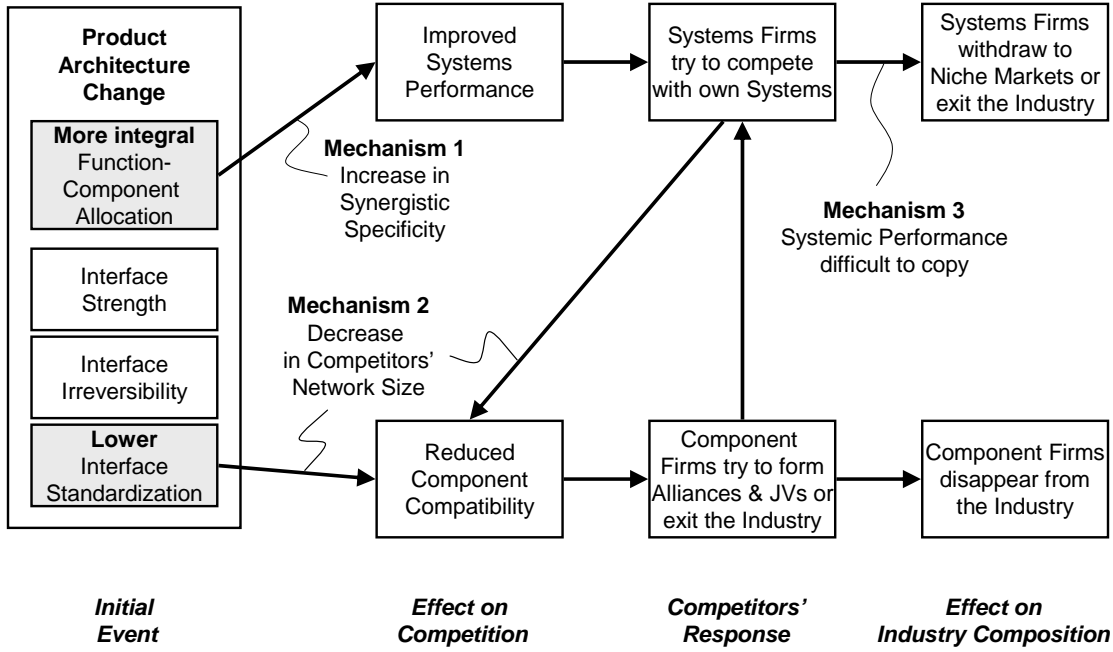 Product
Architecture
Change
More integral
Function-
Component
Allocation
Interface
Strength
Interface
Irreversibility
Lower
Interface
Standardization
Mechanism 1
Increase in
Synergistic
Specificity
Mechanism 2
Decrease
in Competitors’
Network Size
Improved
Systems
Performance
Reduced
Component
Compatibility
Systems Firms
try to compete
with own Systems
Component
Firms try to form
Alliances & JVs or
exit the Industry
Mechanism 3
Systemic Performance
difficult to copy
Systems Firms
withdraw to
Niche Markets or
exit the Industry
Component Firms
disappear from
the Industry
Initial
Event
Effect on
Competition
Competitors’
Response
Effect on
Industry Composition